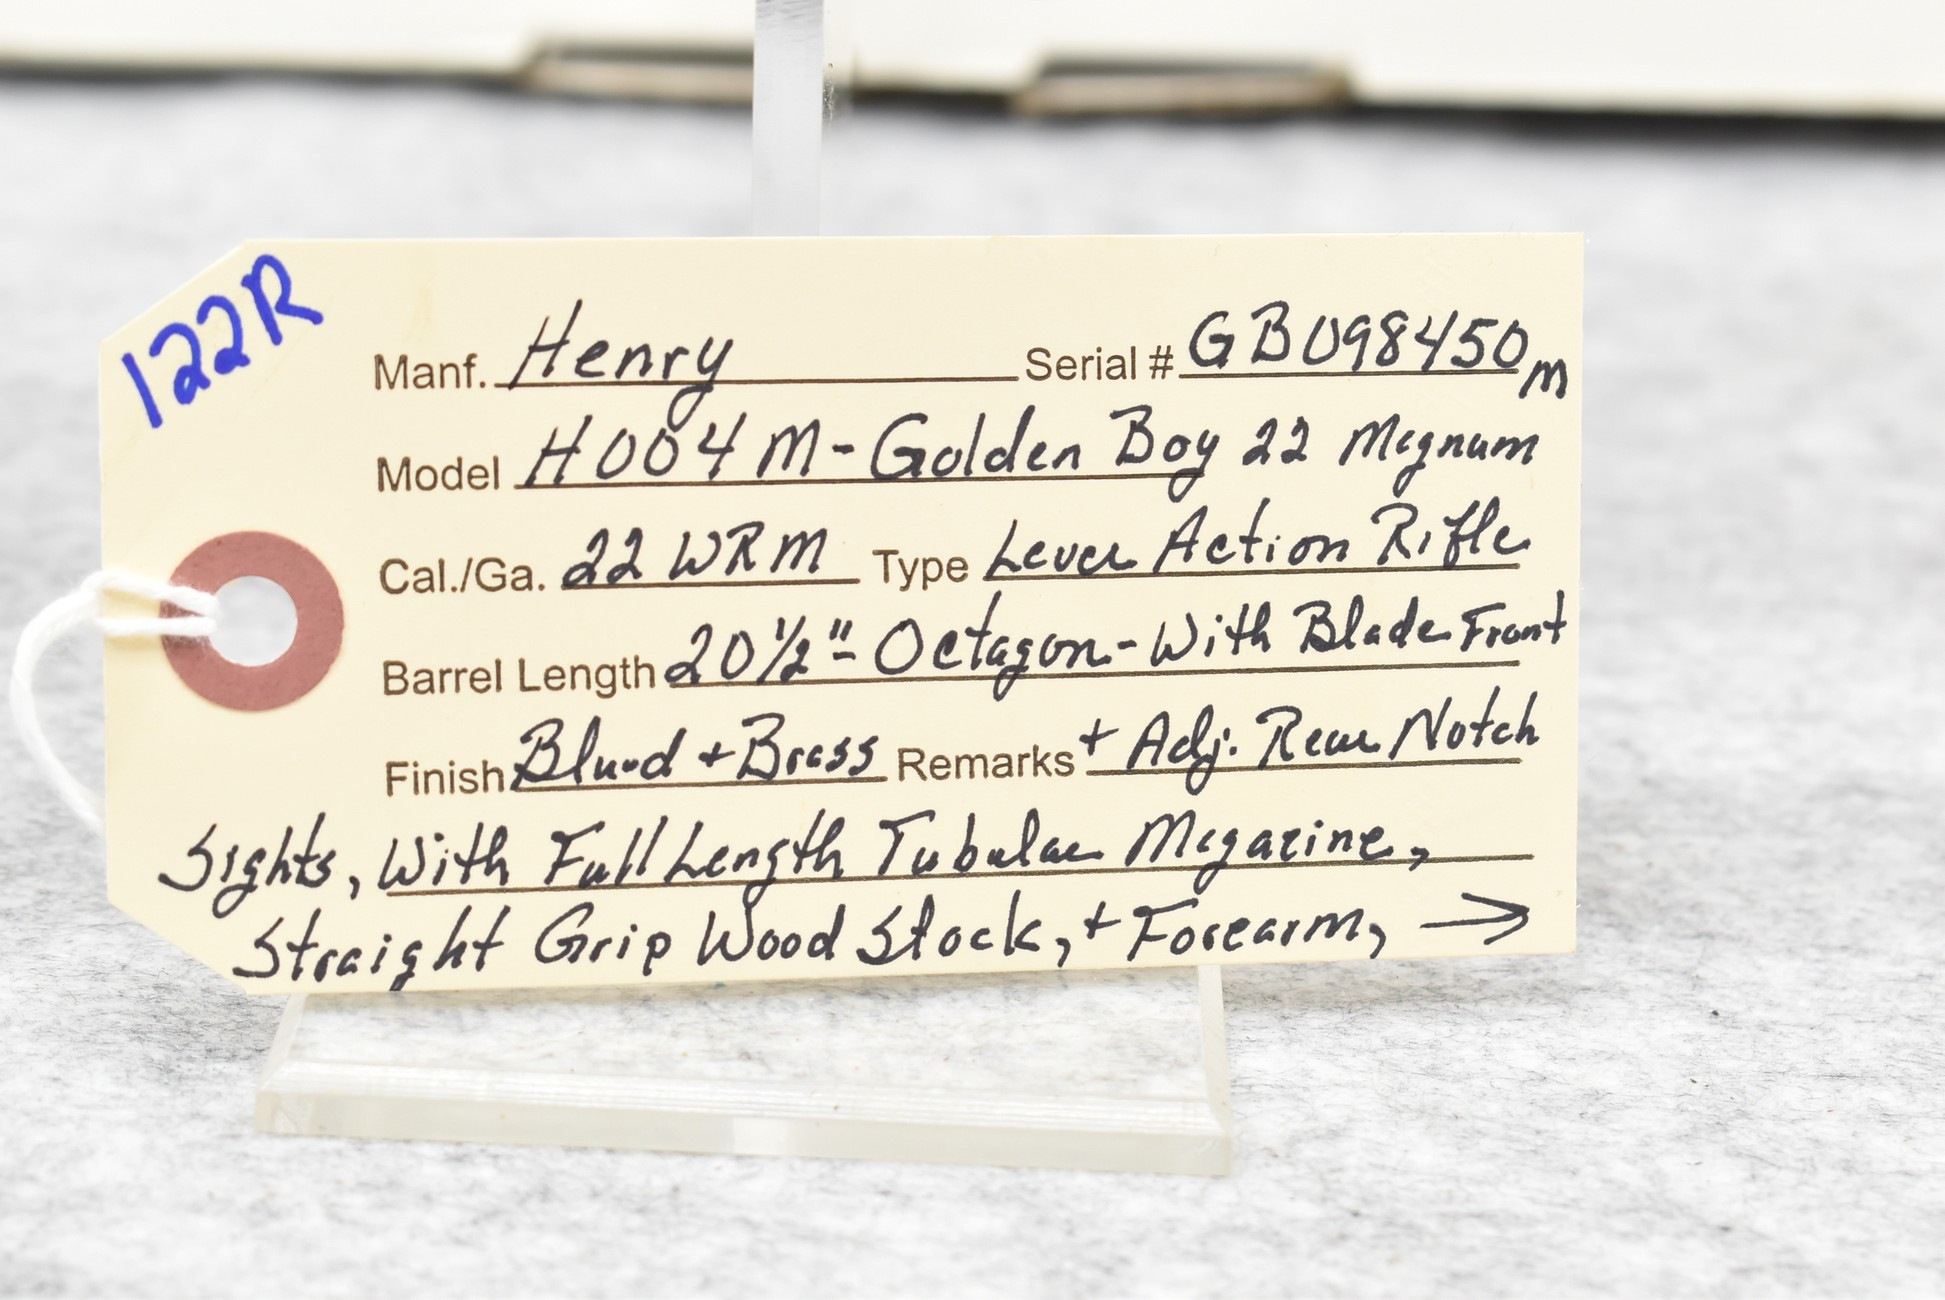 122R
Manf. Henry Serial # GB098450M
Model H004M-Golden Boy 22 Magnum
Cal./Ga. 22 WRM Type Lever Action Rifle
Barrel Length 20 1/2"- Octagon-With Blade Front
Finish Blued + Brass Remarks + Adj. Rear Notch
Sights, With Full Length Tubular Magazine,
Straight Grip Wood Stock, + Forearm, →